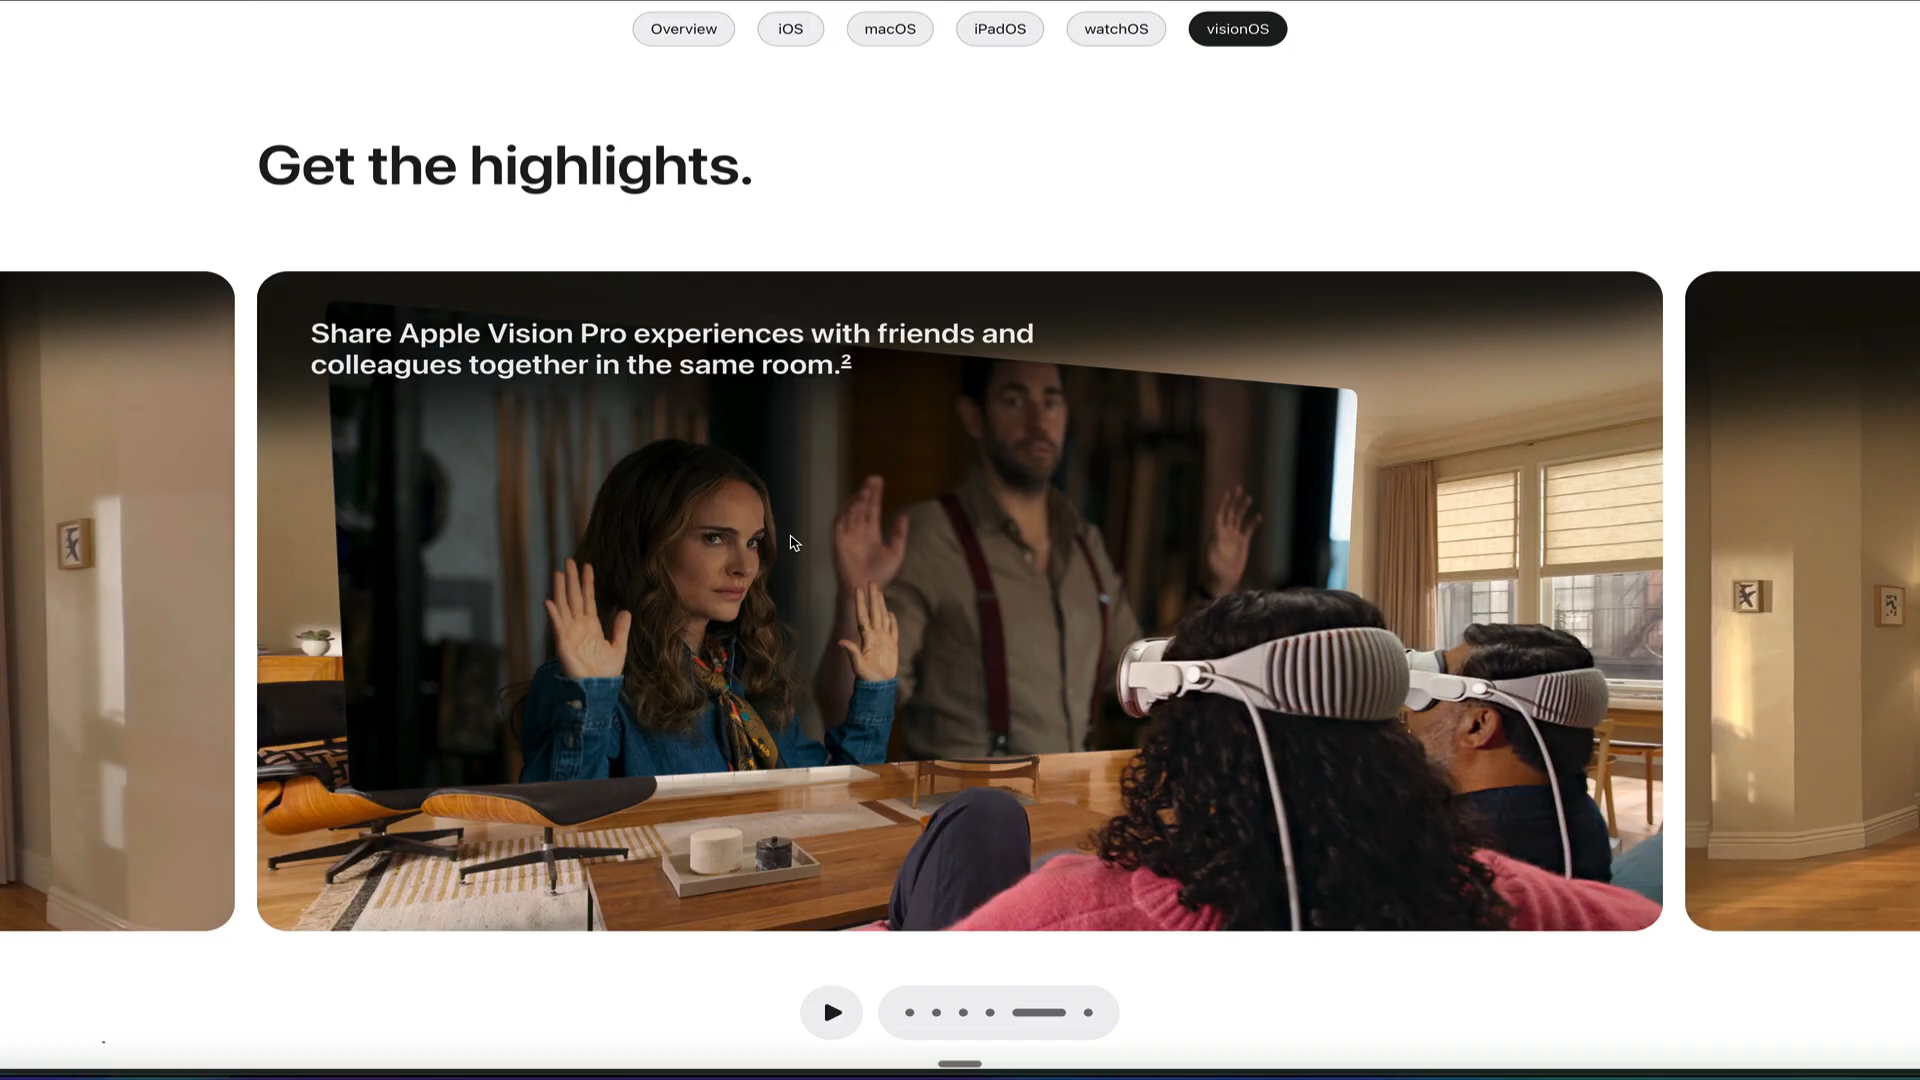 Overview iOS macOS iPadOS watchOS visionOS
Get the highlights.
Share Apple Vision Pro experiences with friends and
colleagues together in the same room.²